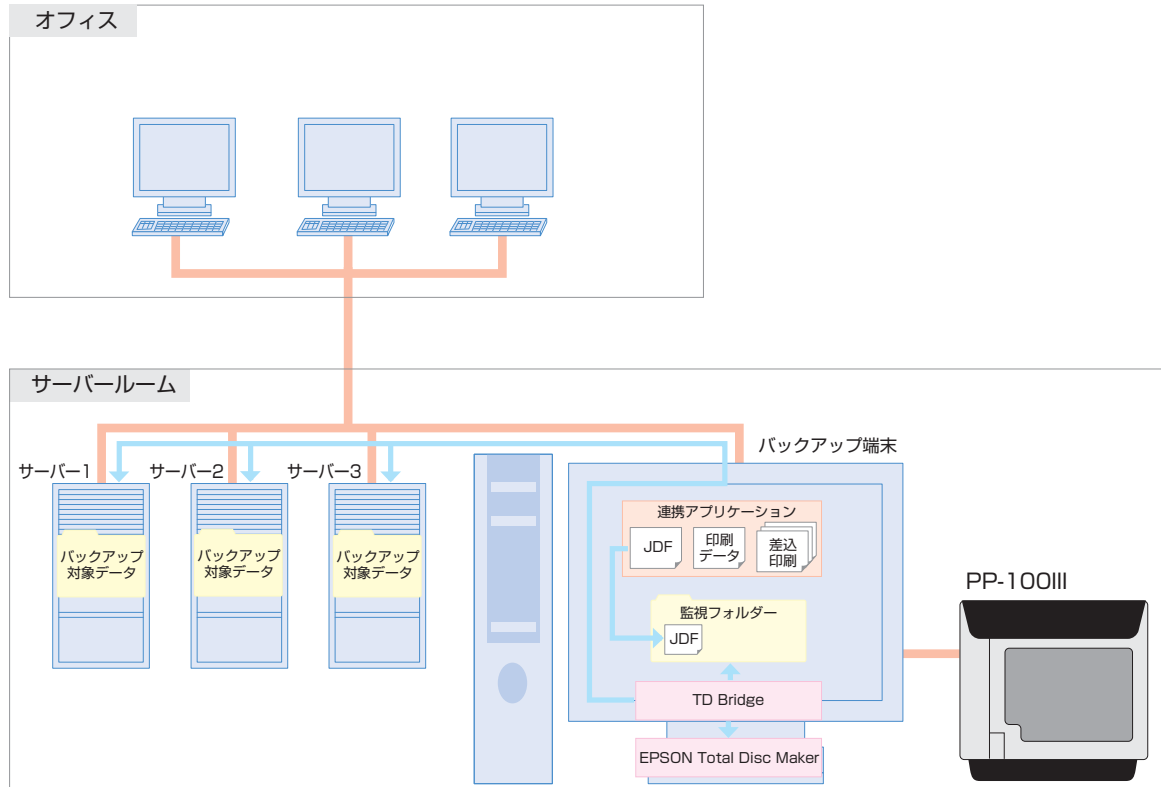 オフィス
サーバールーム
バックアップ端末
サーバー1
サーバー2
サーバー3
バックアップ
対象データ
バックアップ
対象データ
バックアップ
対象データ
連携アプリケーション
JDF
印刷
データ
差込
印刷
監視フォルダー
JDF
TD Bridge
EPSON Total Disc Maker
PP-100III